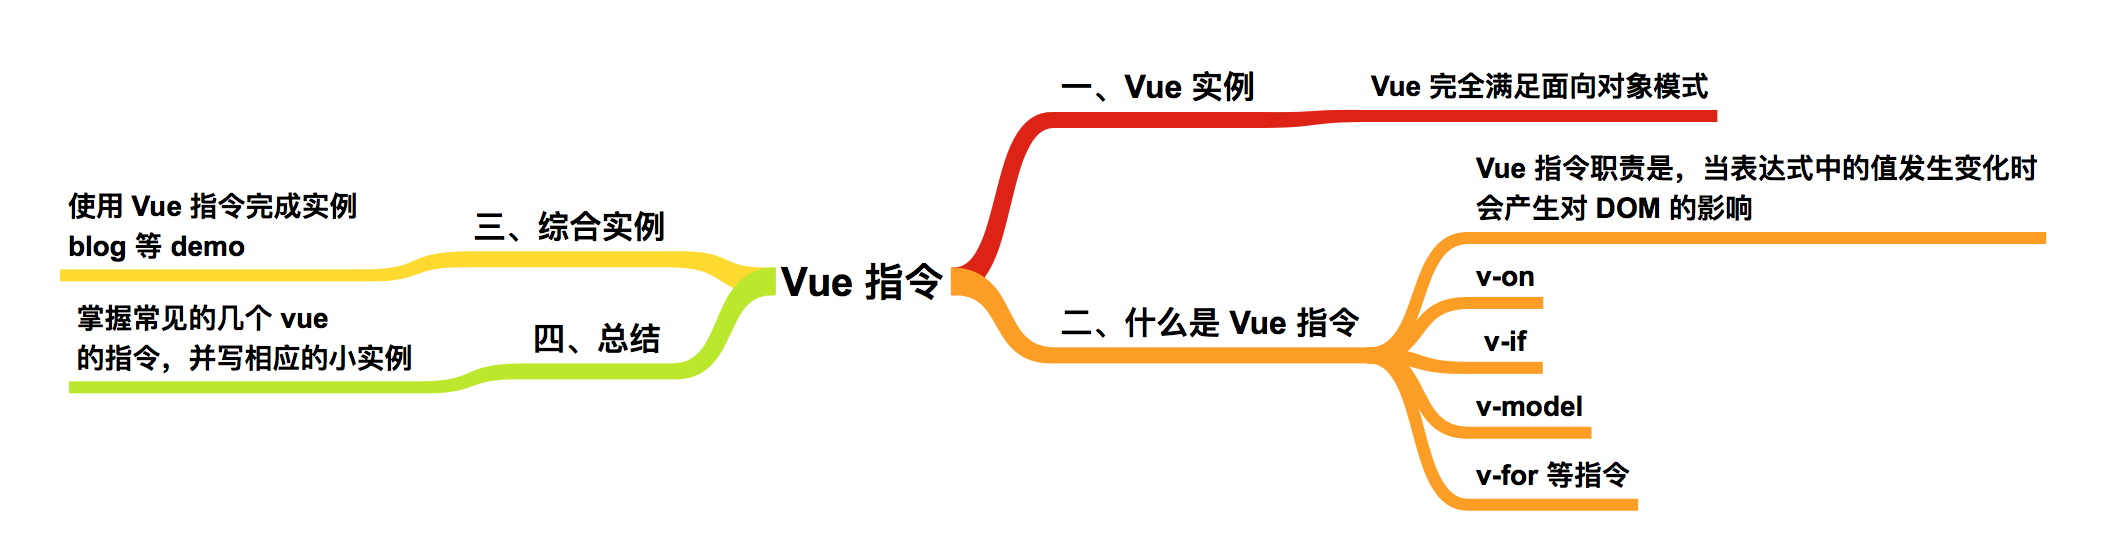 Vue 指令
一、Vue 实例
Vue 完全满足面向对象模式
二、什么是 Vue 指令
Vue 指令职责是，当表达式中的值发生变化时
会产生对 DOM 的影响
v-on
v-if
v-model
v-for 等指令
三、综合实例
使用 Vue 指令完成实例
blog 等 demo
四、总结
掌握常见的几个 vue
的指令，并写相应的小实例